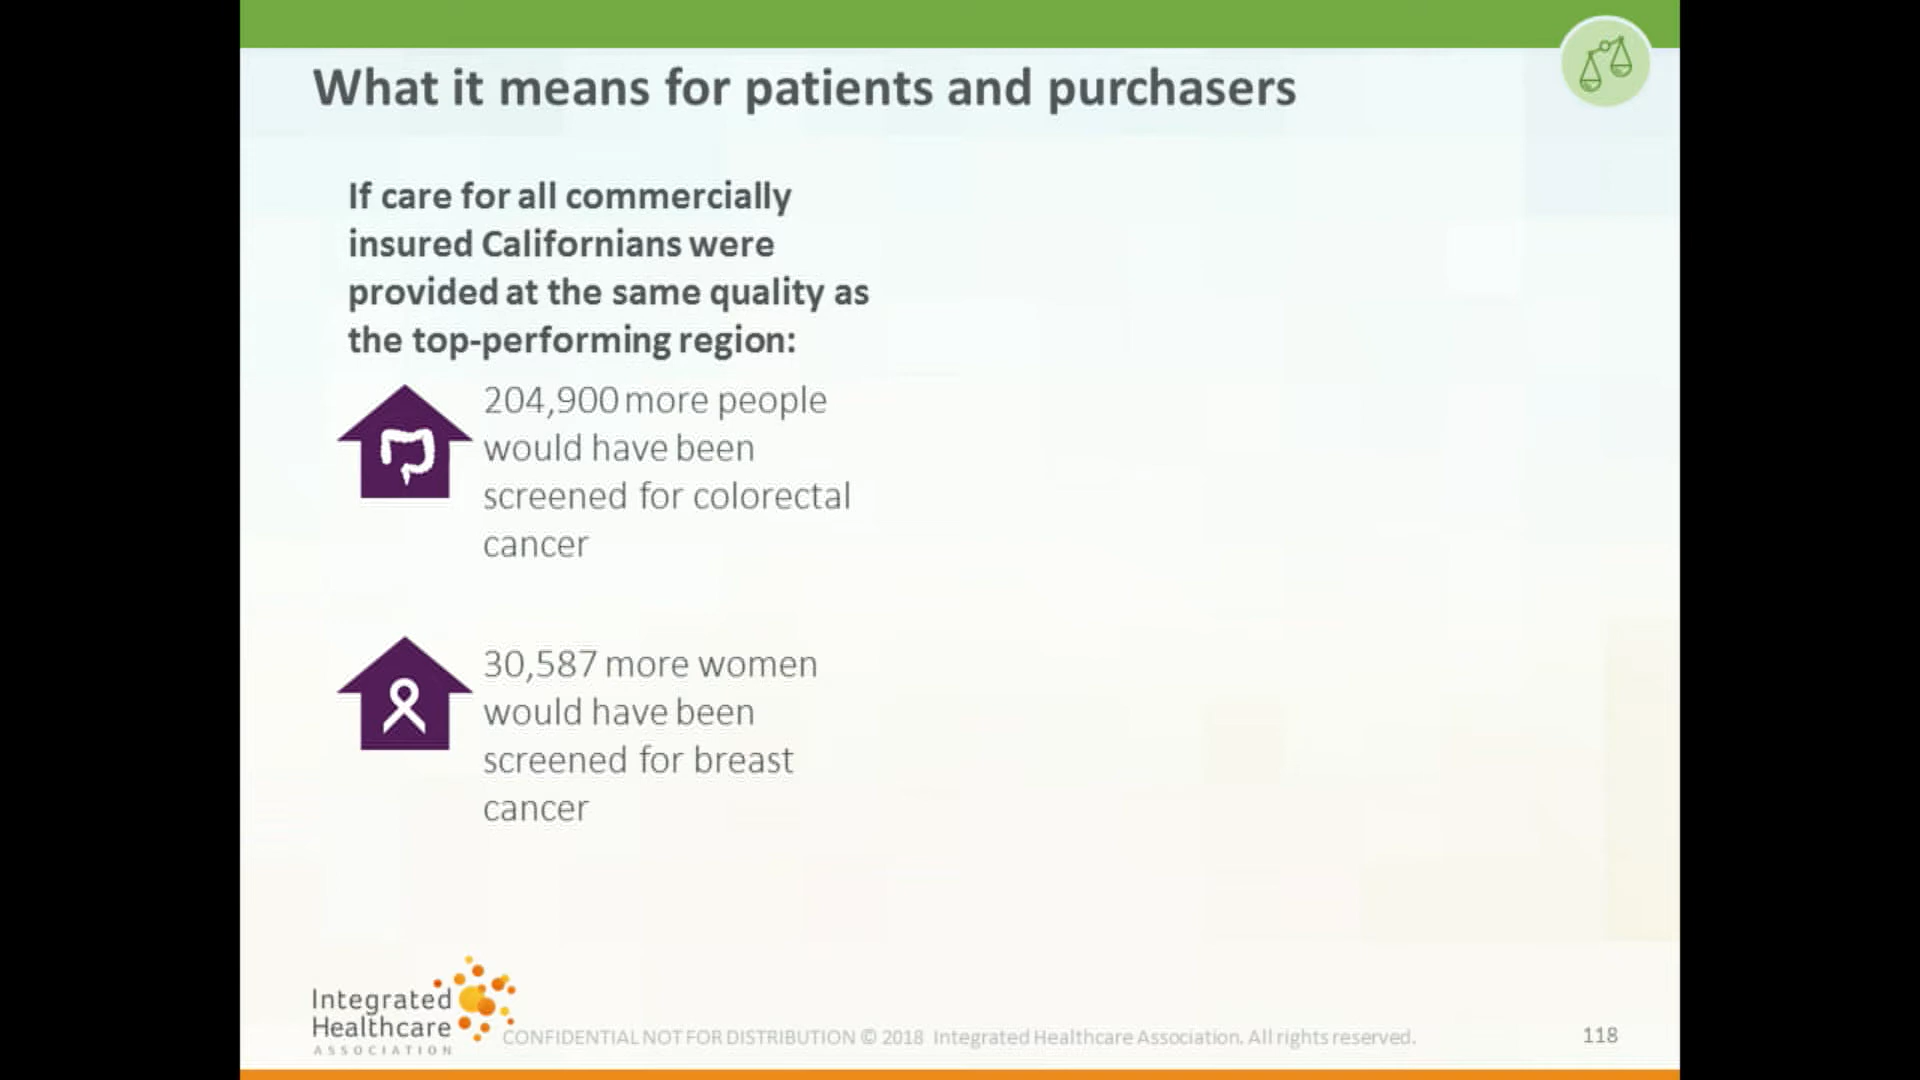 What it means for patients and purchasers
If care for all commercially
insured Californians were
provided at the same quality as
the top-performing region:
204,900 more people
would have been
screened for colorectal
cancer
30,587 more women
would have been
screened for breast
cancer
Integrated
Healthcare
ASSOCIATION
CONFIDENTIAL NOT FOR DISTRIBUTION © 2018 Integrated Healthcare Association. All rights reserved.
118